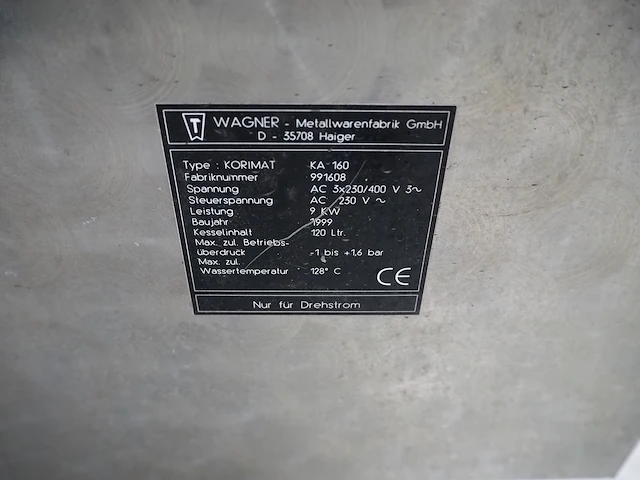 T WAGNER - Metallwarenfabrik GmbH
D - 35708 Haiger
Type : KORIMAT KA 160
Fabriknummer 991608
Spannung AC 3x230/400 V 3~
Steuerspannung AC 230 V ~
Leistung 9 KW
Baujahr 1999
Kesselinhalt 120 Ltr.
Max. zul. Betriebs-
überdruck -1 bis +1,6 bar
Max. zul.
Wassertemperatur 128° C
CE
Nur für Drehstrom